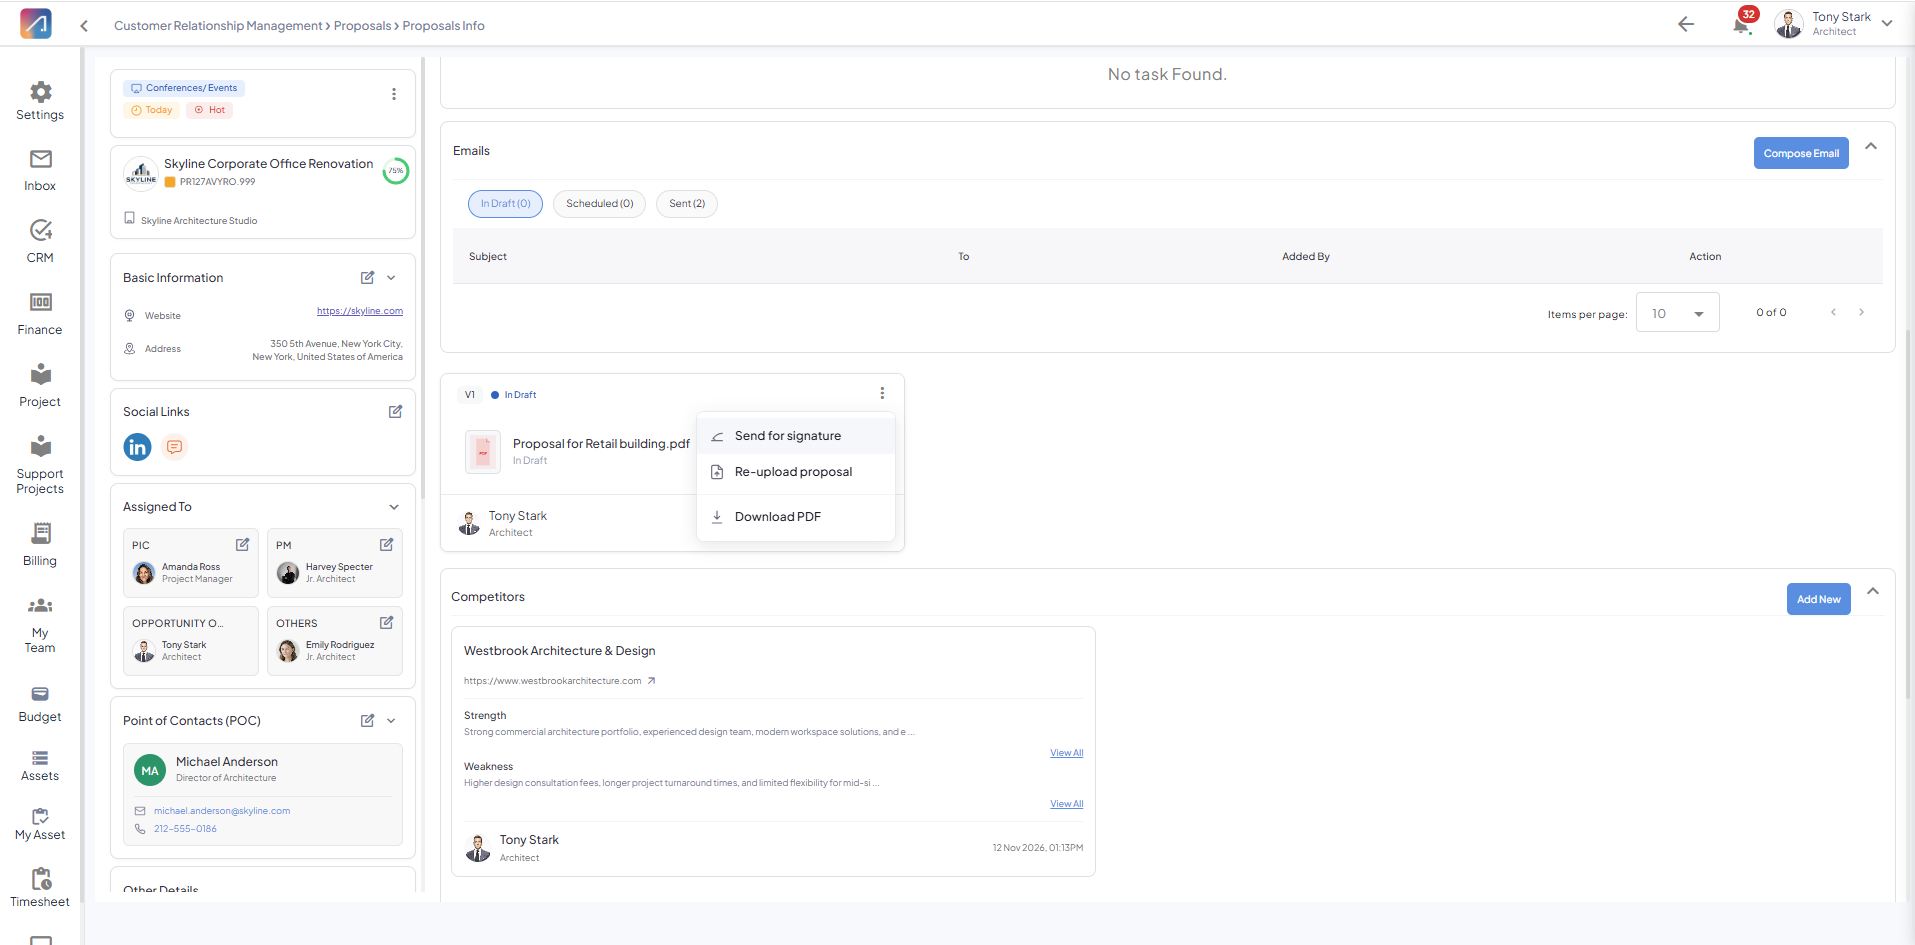 Customer Relationship Management > Proposals > Proposals Info
32
Tony Stark
Architect
Settings
Inbox
CRM
Finance
Project
Support
Projects
Billing
My
Team
Budget
Assets
My Asset
Timesheet
Conferences/ Events
Today
Hot
SKYLINE
Skyline Corporate Office Renovation
PR127AVYRO.999
75%
Skyline Architecture Studio
Basic Information
Website
https://skyline.com
Address
350 5th Avenue, New York City,
New York, United States of America
Social Links
in
Assigned To
PIC
Amanda Ross
Project Manager
PM
Harvey Specter
Jr. Architect
OPPORTUNITY O...
Tony Stark
Architect
OTHERS
Emily Rodriguez
Jr. Architect
Point of Contacts (POC)
MA
Michael Anderson
Director of Architecture
michael.anderson@skyline.com
212-555-0186
Other Details
No task Found.
Emails
Compose Email
In Draft (0)
Scheduled (0)
Sent (2)
Subject
To
Added By
Action
Items per page:
10
0 of 0
V1
In Draft
PDF
Proposal for Retail building.pdf
In Draft
Send for signature
Re-upload proposal
Download PDF
Tony Stark
Architect
Competitors
Add New
Westbrook Architecture & Design
https://www.westbrookarchitecture.com
Strength
Strong commercial architecture portfolio, experienced design team, modern workspace solutions, and e ...
View All
Weakness
Higher design consultation fees, longer project turnaround times, and limited flexibility for mid-si ...
View All
Tony Stark
Architect
12 Nov 2026, 01:13PM